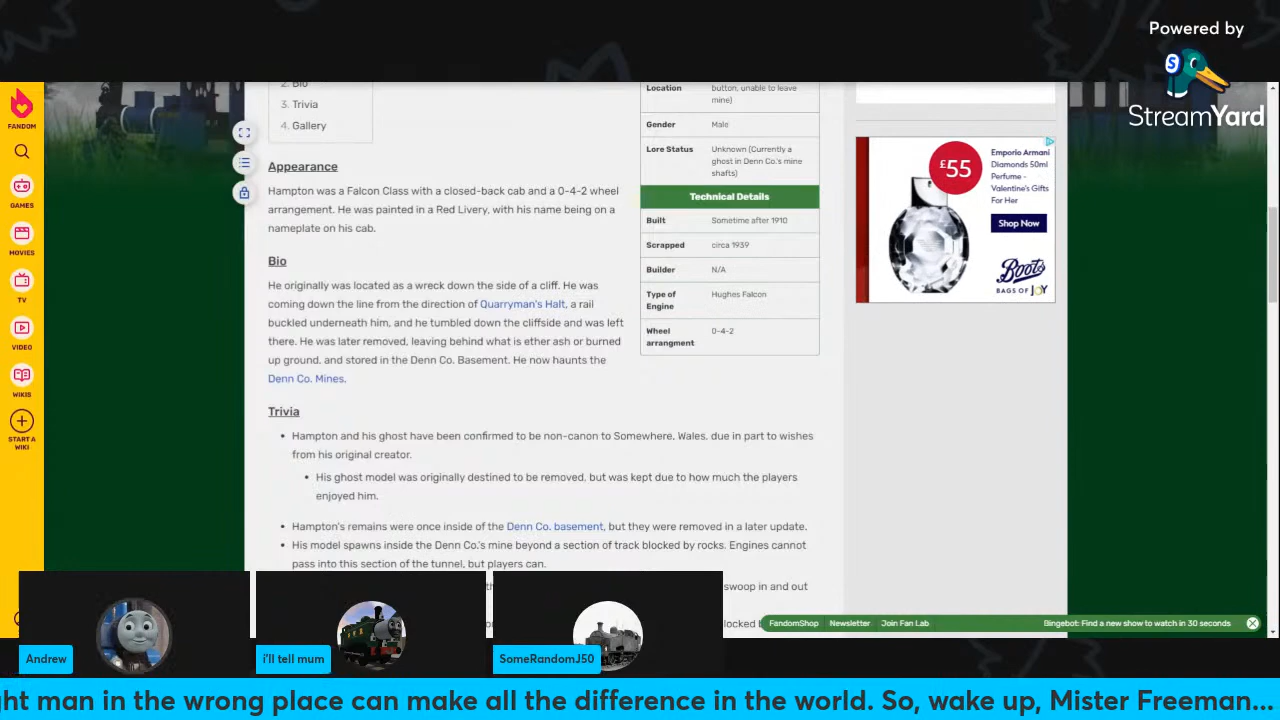 Powered by
StreamYard
FANDOM
GAMES
MOVIES
TV
VIDEO
WIKIS
START A
WIKI
2. Bio
3. Trivia
4. Gallery
Appearance
Hampton was a Falcon Class with a closed-back cab and a 0-4-2 wheel
arrangement. He was painted in a Red Livery, with his name being on a
nameplate on his cab.
Bio
He originally was located as a wreck down the side of a cliff. He was
coming down the line from the direction of Quarryman's Halt, a rail
buckled underneath him, and he tumbled down the cliffside and was left
there. He was later removed, leaving behind what is ether ash or burned
up ground, and stored in the Denn Co. Basement. He now haunts the
Denn Co. Mines.
Location
button, unable to leave
mine)
Gender
Male
Lore Status
Unknown (Currently a
ghost in Denn Co.'s mine
shafts)
Technical Details
Built
Sometime after 1910
Scrapped
circa 1939
Builder
N/A
Type of
Engine
Hughes Falcon
Wheel
arrangment
0-4-2
Trivia
• Hampton and his ghost have been confirmed to be non-canon to Somewhere, Wales, due in part to wishes
from his original creator.
• His ghost model was originally destined to be removed, but was kept due to how much the players
enjoyed him.
• Hampton's remains were once inside of the Denn Co. basement, but they were removed in a later update.
• His model spawns inside the Denn Co.'s mine beyond a section of track blocked by rocks. Engines cannot
pass into this section of the tunnel, but players can.
swoop in and out
£55
Emporio Armani
Diamonds 50ml
Perfume -
Valentine's Gifts
For Her
Shop Now
Boots
BAGS OF JOY
FandomShop
Newsletter
Join Fan Lab
Bingebot: Find a new show to watch in 30 seconds
Andrew
i'll tell mum
SomeRandomJ50
ght man in the wrong place can make all the difference in the world. So, wake up, Mister Freeman...